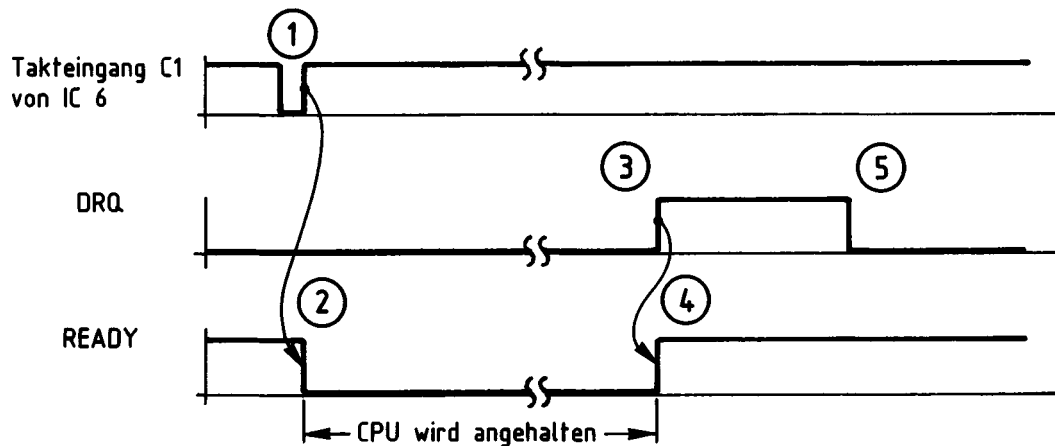 1
Takteingang C1
von IC 6
3
5
DRQ
2
4
READY
CPU wird angehalten